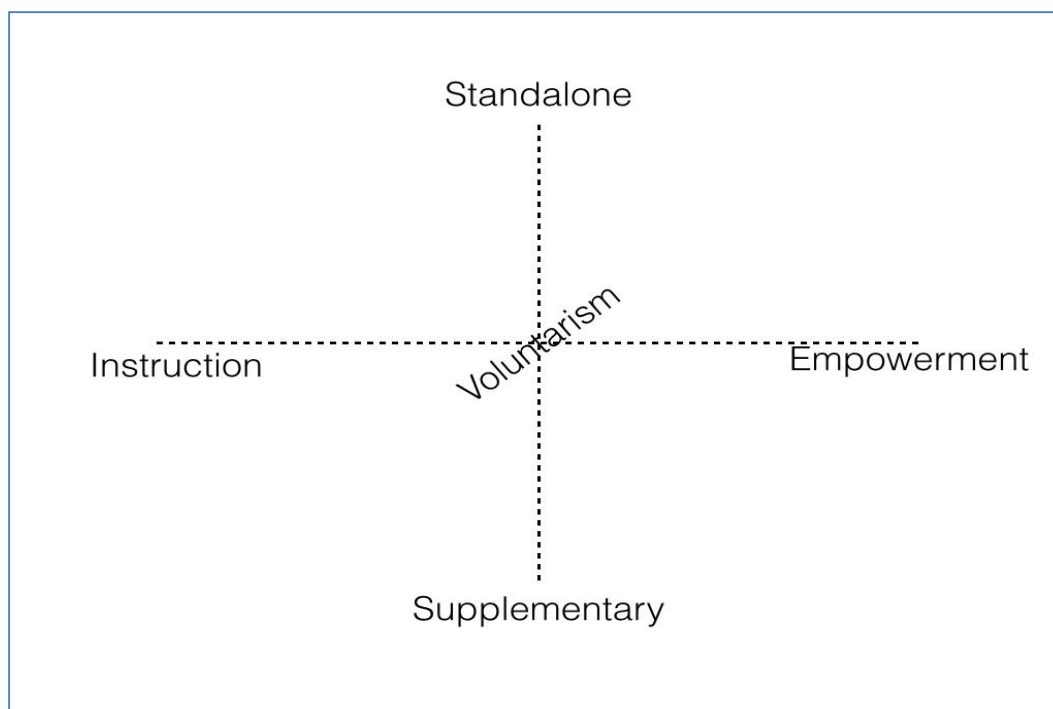 Standalone
Voluntarism
Instruction
Empowerment
Supplementary